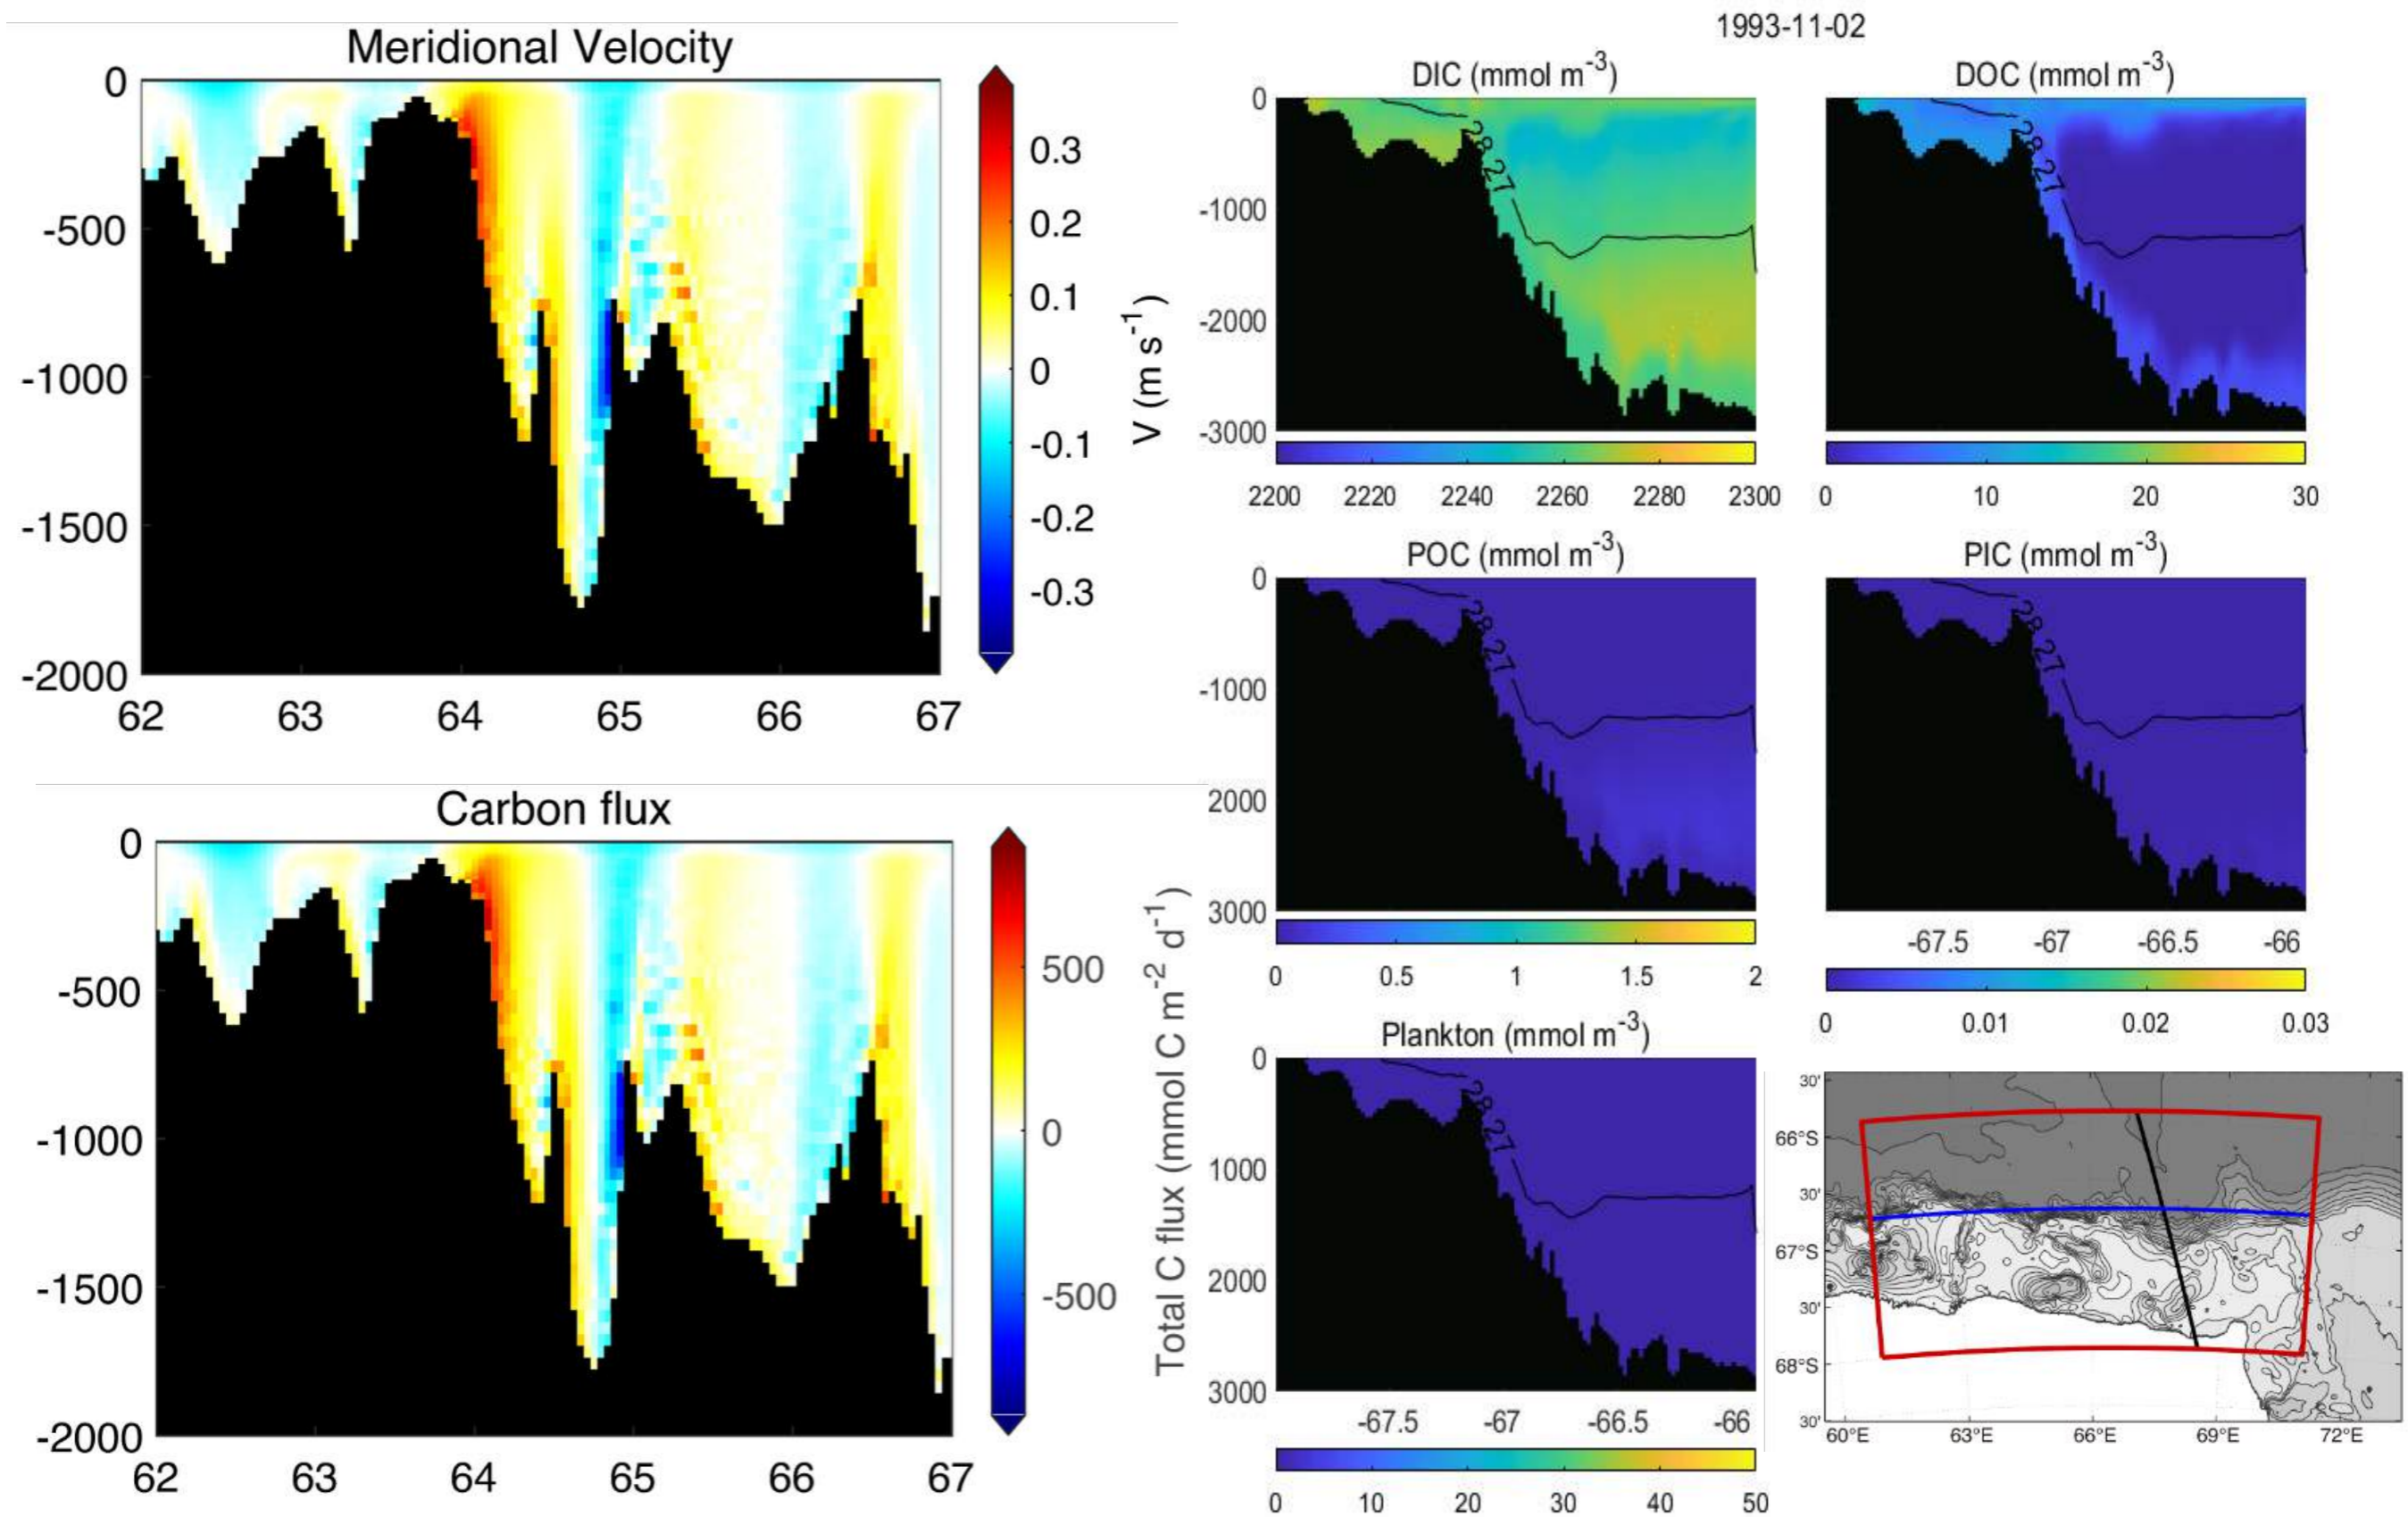 Meridional Velocity
0
-500
-1000
-1500
-2000
62 63 64 65 66 67
0.3
0.2
0.1
0
-0.1
-0.2
-0.3
V (m s-1)
Carbon flux
0
-500
-1000
-1500
-2000
62 63 64 65 66 67
500
0
-500
Total C flux (mmol C m-2 d-1)
1993-11-02
DIC (mmol m-3)
0
-1000
-2000
-3000
28.27
2200 2220 2240 2260 2280 2300
DOC (mmol m-3)
28.27
0 10 20 30
POC (mmol m-3)
0
-1000
2000
3000
28.27
0 0.5 1 1.5 2
PIC (mmol m-3)
28.27
-67.5 -67 -66.5 -66
0 0.01 0.02 0.03
Plankton (mmol m-3)
0
1000
2000
3000
28.27
-67.5 -67 -66.5 -66
0 10 20 30 40 50
30'
66°S
30'
67°S
30'
68°S
30'
60°E 63°E 66°E 69°E 72°E